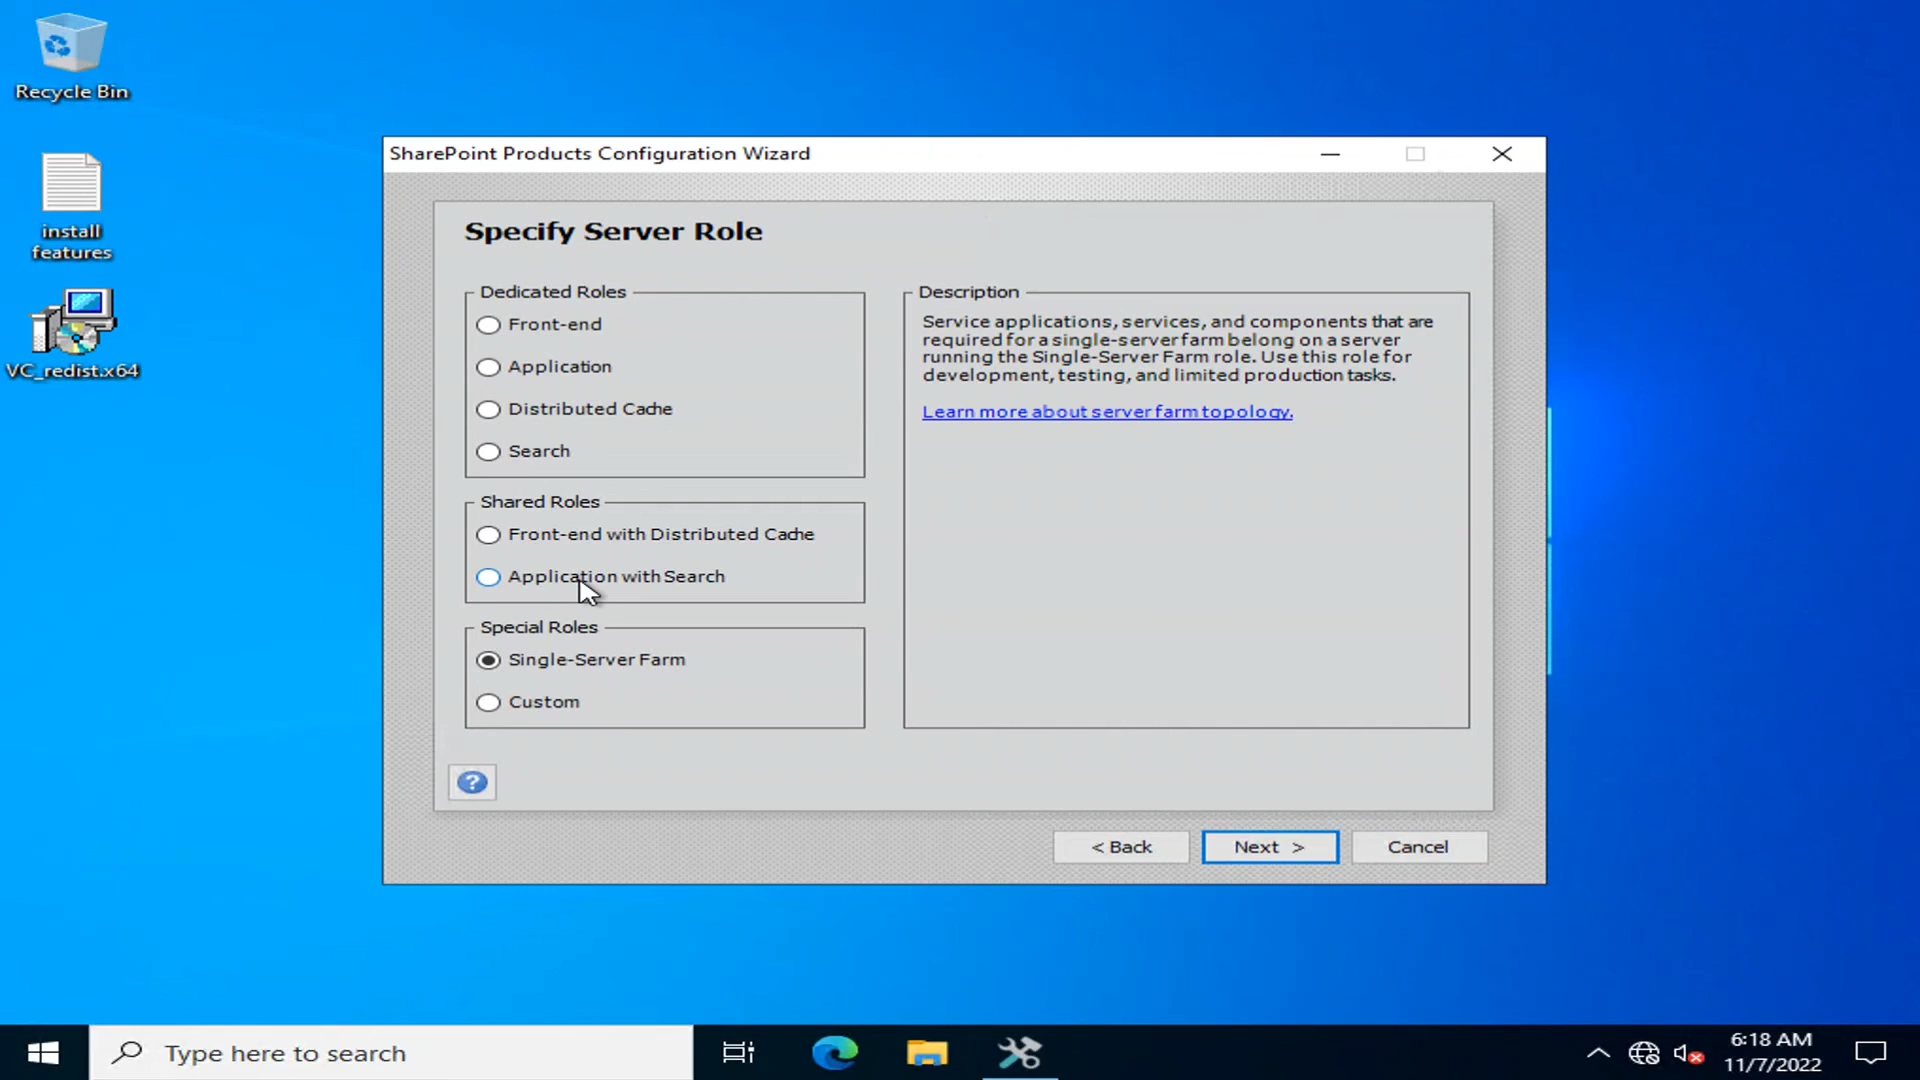 Recycle Bin
install
features
VC_redist.x64
SharePoint Products Configuration Wizard
Specify Server Role
Dedicated Roles
Front-end
Application
Distributed Cache
Search
Shared Roles
Front-end with Distributed Cache
Application with Search
Special Roles
Single-Server Farm
Custom
Description
Service applications, services, and components that are
required for a single-server farm belong on a server
running the Single-Server Farm role. Use this role for
development, testing, and limited production tasks.
Learn more about server farm topology.
?
< Back
Next >
Cancel
Type here to search
6:18 AM
11/7/2022